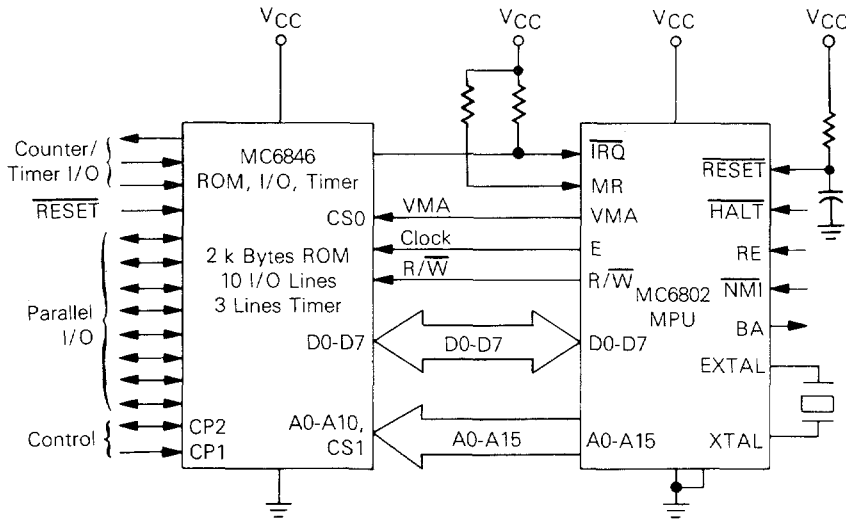 VCC
VCC
VCC
VCC
Counter/
Timer I/O
RESET
Parallel
I/O
Control
MC6846
ROM, I/O, Timer
CS0
2 k Bytes ROM
10 I/O Lines
3 Lines Timer
D0-D7
A0-A10,
CS1
CP2
CP1
VMA
Clock
R/W
D0-D7
A0-A15
IRQ
MR
VMA
E
R/W
MC6802
MPU
D0-D7
A0-A15
RESET
HALT
RE
NMI
BA
EXTAL
XTAL